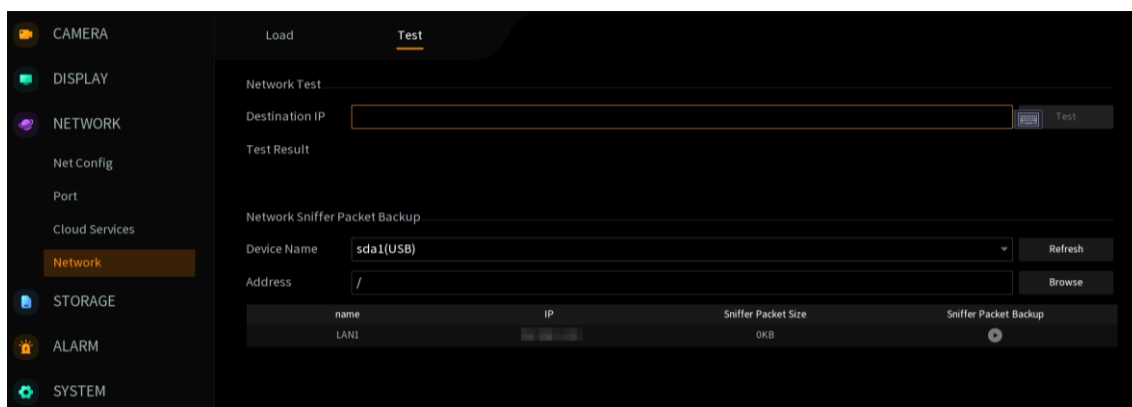 CAMERA
DISPLAY
NETWORK
Net Config
Port
Cloud Services
Network
STORAGE
ALARM
SYSTEM
Load Test
Network Test
Destination IP Test
Test Result
Network Sniffer Packet Backup
Device Name sda1(USB) Refresh
Address / Browse
name IP Sniffer Packet Size Sniffer Packet Backup
LAN1 0KB